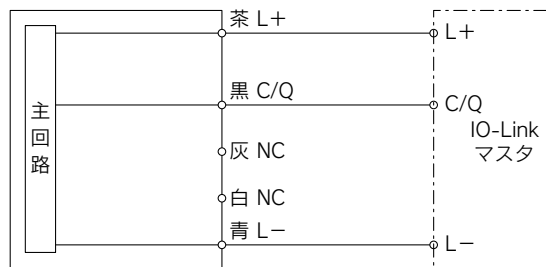 茶 L+
L+
黒 C/Q
C/Q
主回路
IO-Link
マスタ
灰 NC
白 NC
青 L−
L−